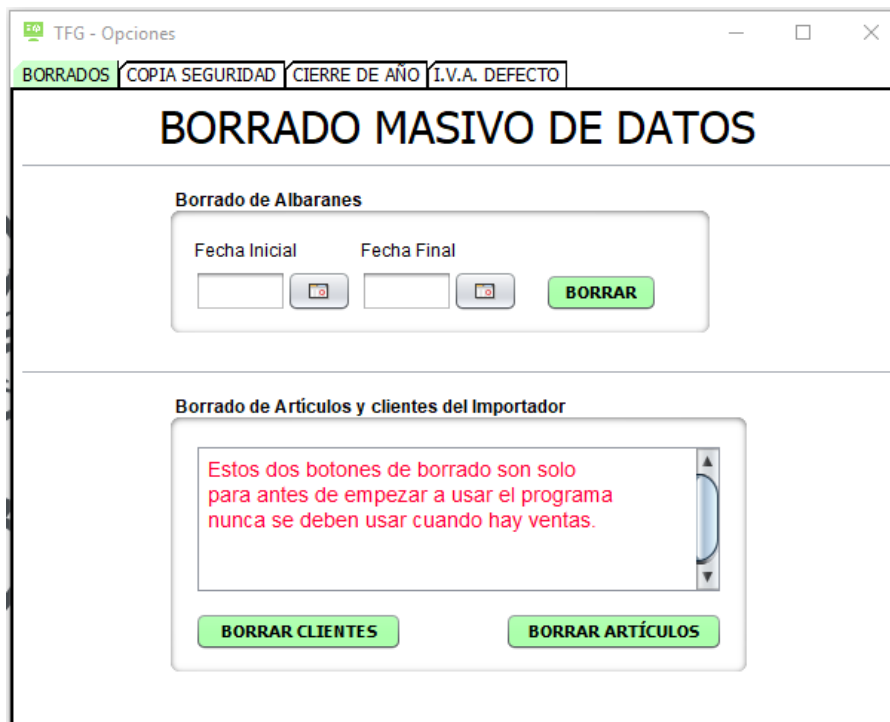 TFG - Opciones
BORRADOS COPIA SEGURIDAD CIERRE DE AÑO I.V.A. DEFECTO
BORRADO MASIVO DE DATOS
Borrado de Albaranes
Fecha Inicial Fecha Final
BORRAR
Borrado de Artículos y clientes del Importador
Estos dos botones de borrado son solo
para antes de empezar a usar el programa
nunca se deben usar cuando hay ventas.
BORRAR CLIENTES BORRAR ARTÍCULOS